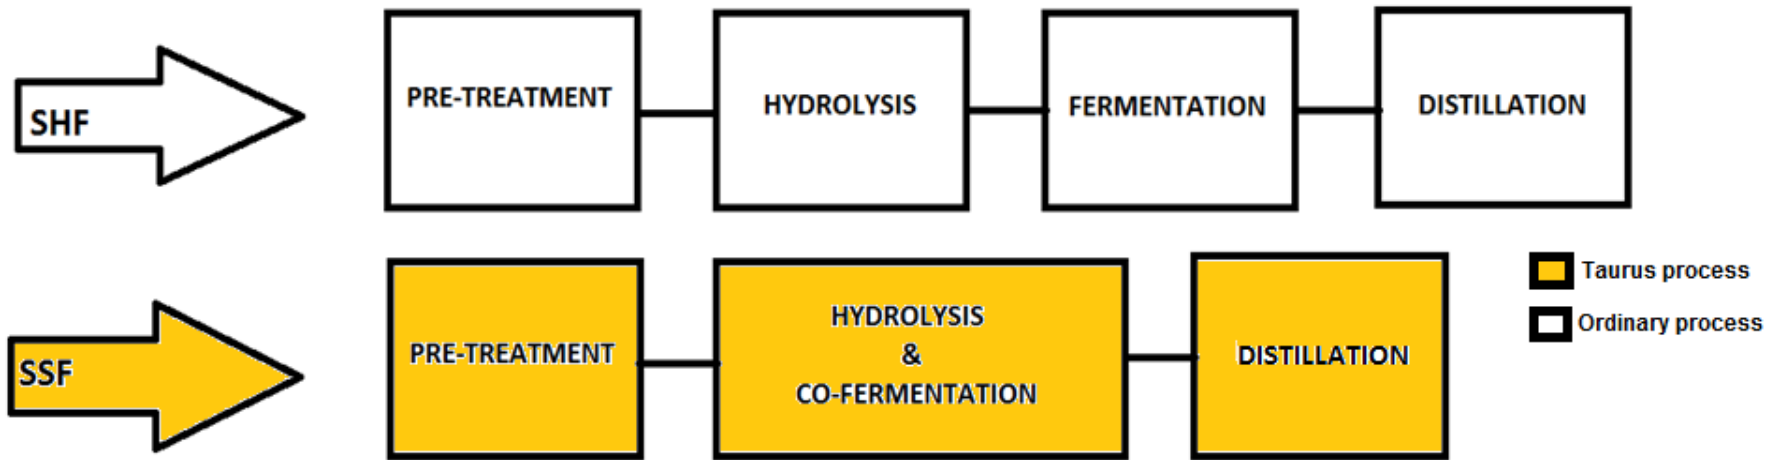 SHF
PRE-TREATMENT
HYDROLYSIS
FERMENTATION
DISTILLATION
SSF
PRE-TREATMENT
HYDROLYSIS
&
CO-FERMENTATION
DISTILLATION
Taurus process
Ordinary process